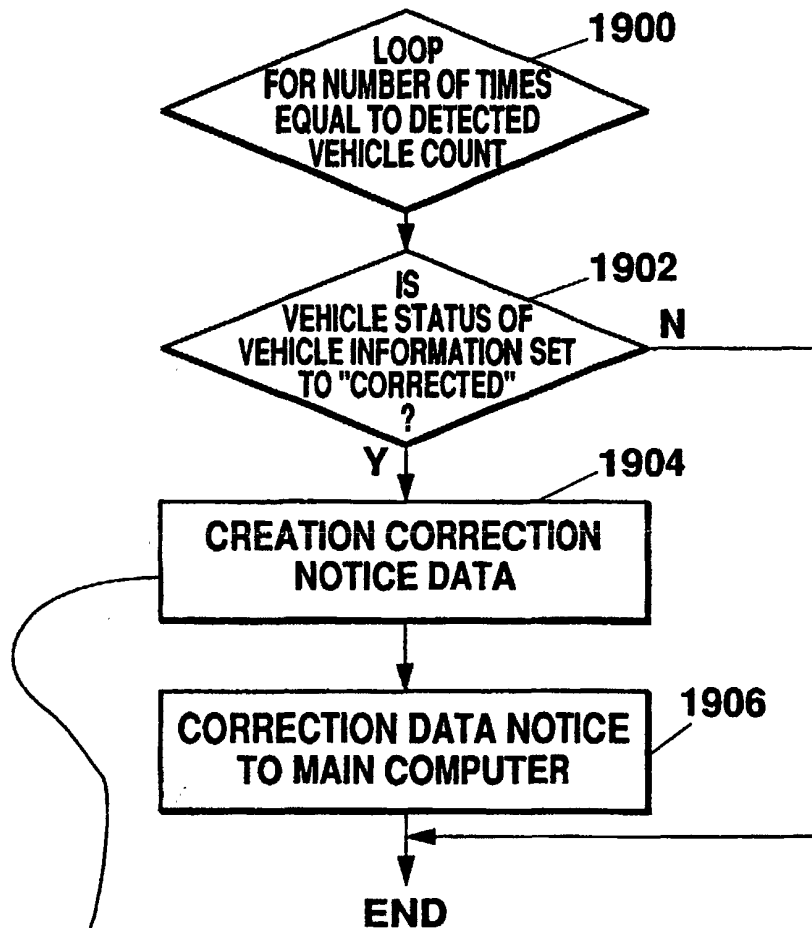 1900
LOOP
FOR NUMBER OF TIMES
EQUAL TO DETECTED
VEHICLE COUNT
1902
IS
VEHICLE STATUS OF
VEHICLE INFORMATION SET
TO "CORRECTED"
?
N
Y
1904
CREATION CORRECTION
NOTICE DATA
1906
CORRECTION DATA NOTICE
TO MAIN COMPUTER
END